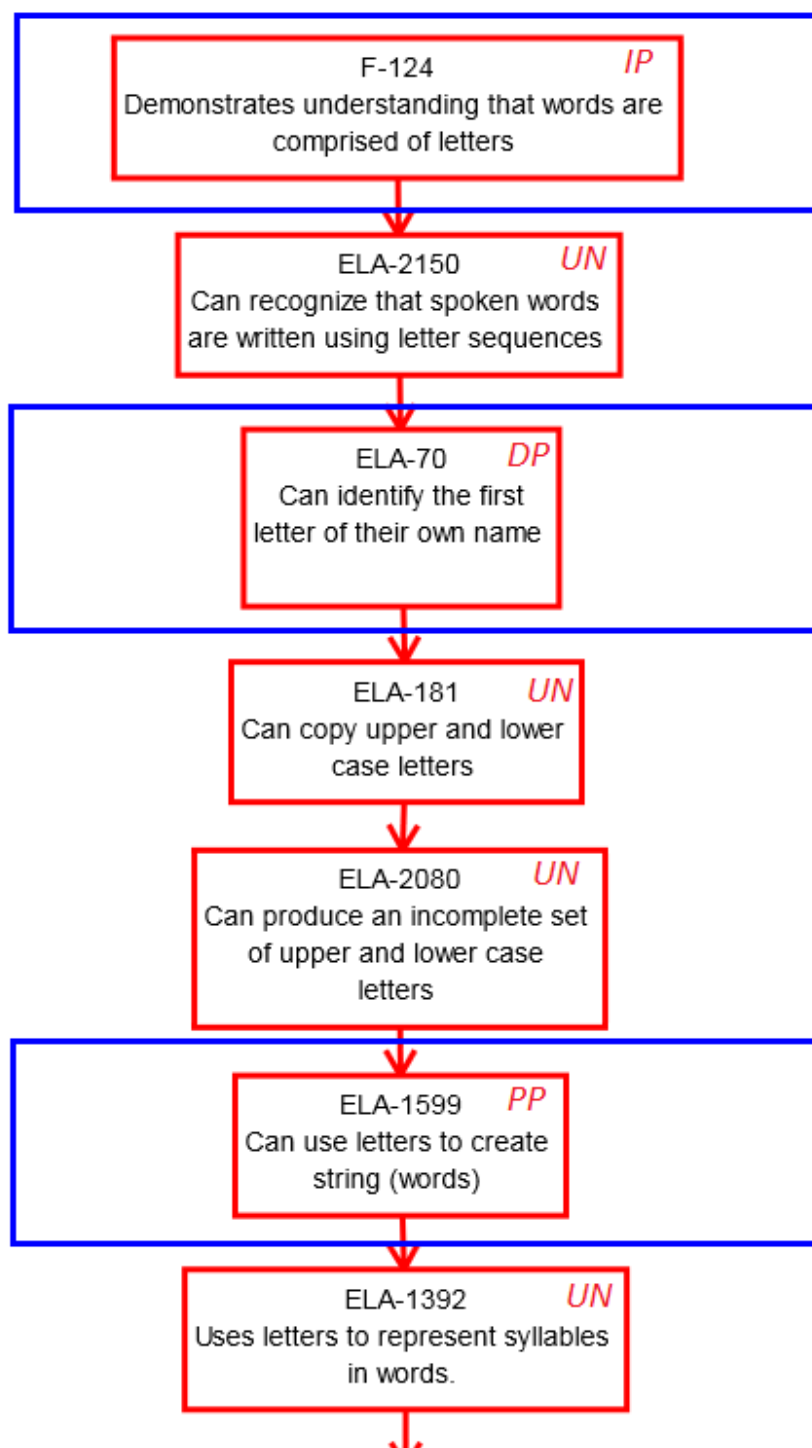 F-124 IP
Demonstrates understanding that words are
comprised of letters
ELA-2150 UN
Can recognize that spoken words
are written using letter sequences
ELA-70 DP
Can identify the first
letter of their own name
ELA-181 UN
Can copy upper and lower
case letters
ELA-2080 UN
Can produce an incomplete set
of upper and lower case
letters
ELA-1599 PP
Can use letters to create
string (words)
ELA-1392 UN
Uses letters to represent syllables
in words.